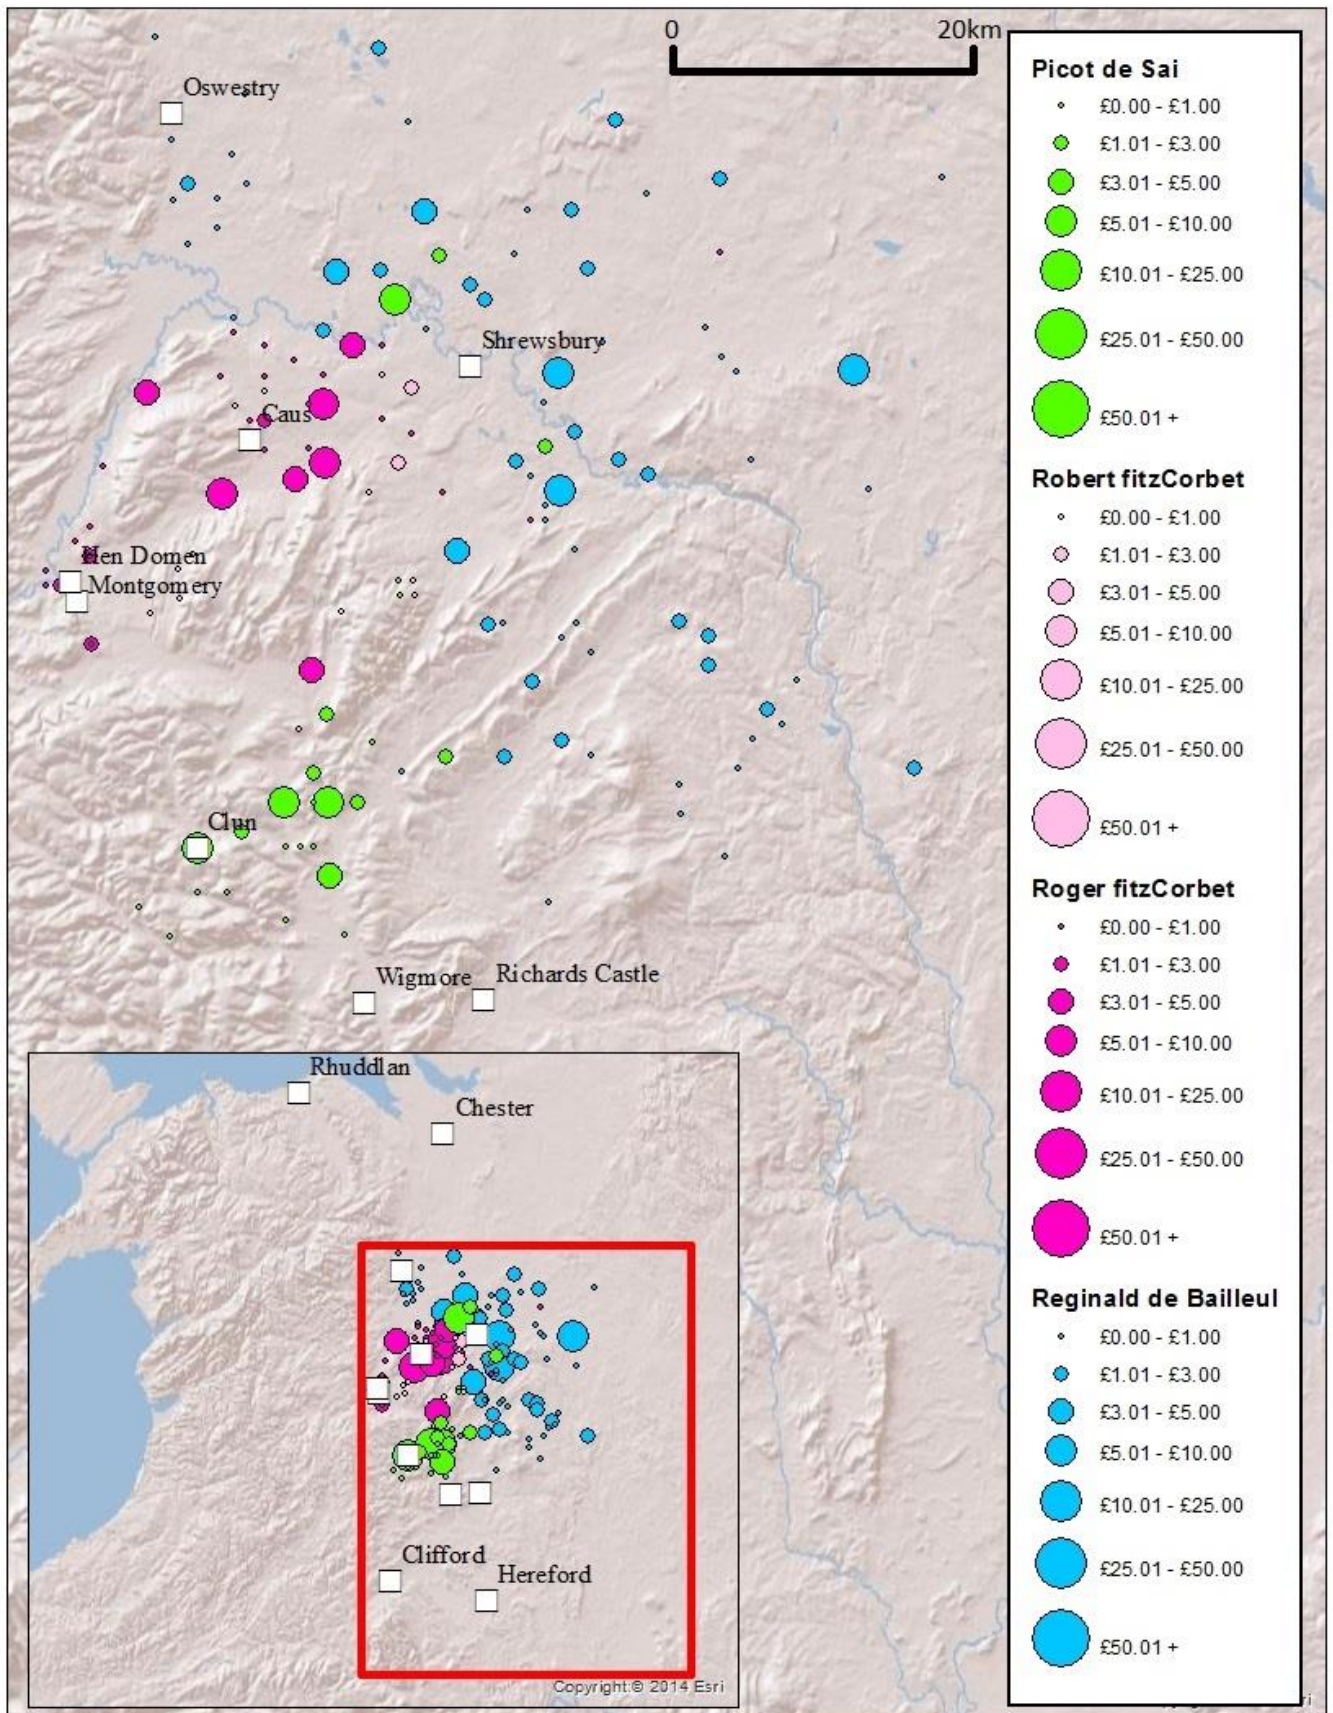 0 20km
Oswestry
Shrewsbury
Caus
Hen Domen
Montgomery
Clun
Wigmore
Richards Castle
Picot de Sai
£0.00 - £1.00
£1.01 - £3.00
£3.01 - £5.00
£5.01 - £10.00
£10.01 - £25.00
£25.01 - £50.00
£50.01 +
Robert fitzCorbet
£0.00 - £1.00
£1.01 - £3.00
£3.01 - £5.00
£5.01 - £10.00
£10.01 - £25.00
£25.01 - £50.00
£50.01 +
Roger fitzCorbet
£0.00 - £1.00
£1.01 - £3.00
£3.01 - £5.00
£5.01 - £10.00
£10.01 - £25.00
£25.01 - £50.00
£50.01 +
Reginald de Bailleul
£0.00 - £1.00
£1.01 - £3.00
£3.01 - £5.00
£5.01 - £10.00
£10.01 - £25.00
£25.01 - £50.00
£50.01 +
Rhuddlan
Chester
Clifford
Hereford
Copyright:© 2014 Esri